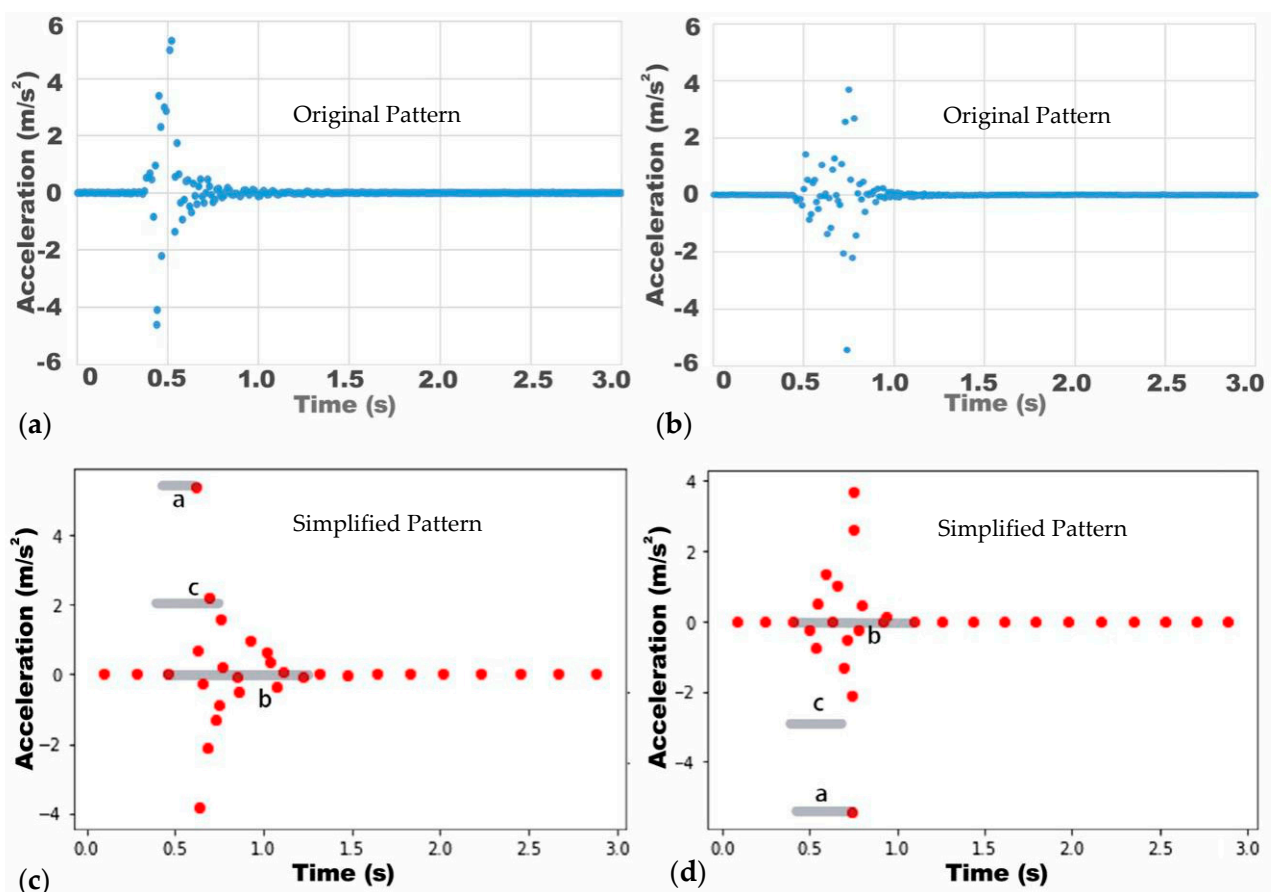 6
4
2
0
-2
-4
-6
Acceleration (m/s²)
Original Pattern
0 0.5 1.0 1.5 2.0 2.5 3.0
Time (s)
(a)
6
4
2
0
-2
-4
-6
Acceleration (m/s²)
Original Pattern
0 0.5 1.0 1.5 2.0 2.5 3.0
Time (s)
(b)
4
2
0
-2
-4
Acceleration (m/s²)
Simplified Pattern
a
c
b
0.0 0.5 1.0 1.5 2.0 2.5 3.0
Time (s)
(c)
4
2
0
-2
-4
Acceleration (m/s²)
Simplified Pattern
b
c
a
0.0 0.5 1.0 1.5 2.0 2.5 3.0
Time (s)
(d)